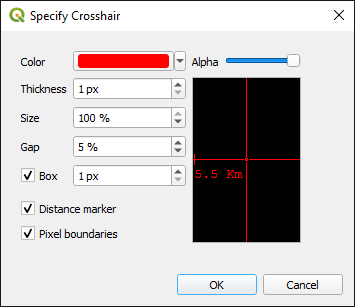 Specify Crosshair
Color
Alpha
Thickness 1 px
Size 100 %
Gap 5 %
Box 1 px
5.5 Km
Distance marker
Pixel boundaries
OK Cancel